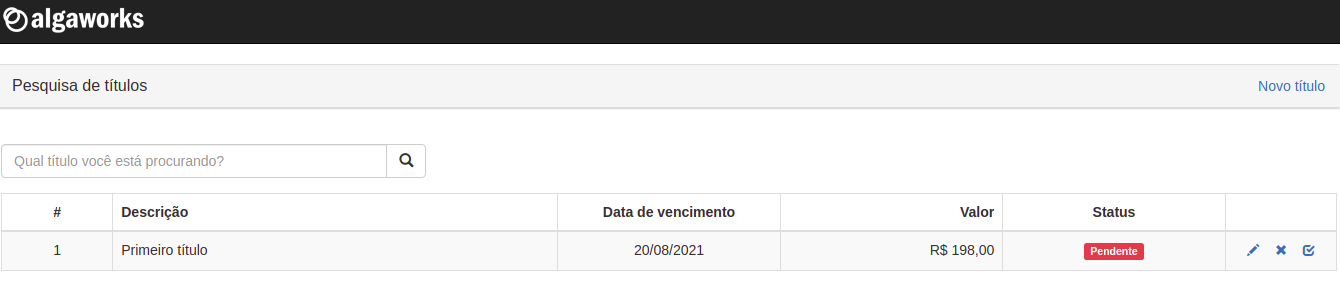 algaworks
Pesquisa de títulos Novo título
Qual título você está procurando?
# Descrição Data de vencimento Valor Status
1 Primeiro título 20/08/2021 R$ 198,00 Pendente